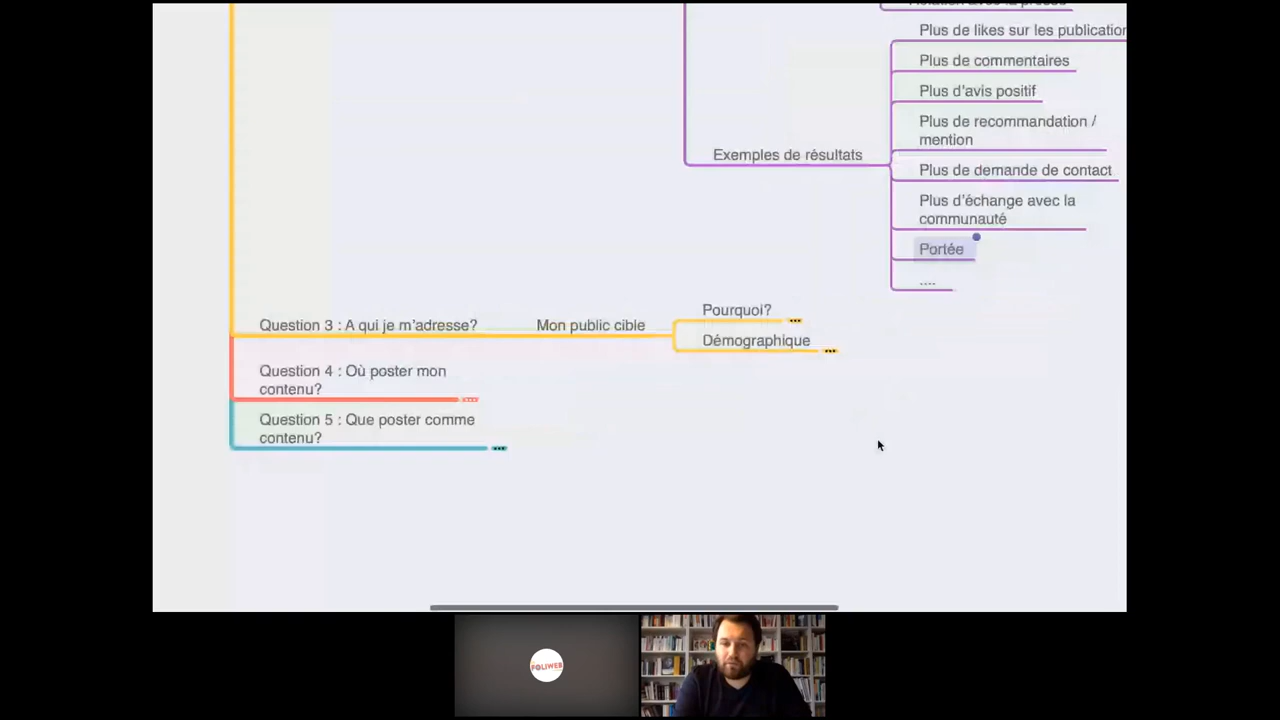 Plus de likes sur les publication
Plus de commentaires
Plus d'avis positif
Plus de recommandation /
mention
Exemples de résultats
Plus de demande de contact
Plus d'échange avec la
communauté
Portée
....
Question 3 : A qui je m'adresse?
Mon public cible
Pourquoi?
Démographique
Question 4 : Où poster mon
contenu?
Question 5 : Que poster comme
contenu?
FOLIWEB